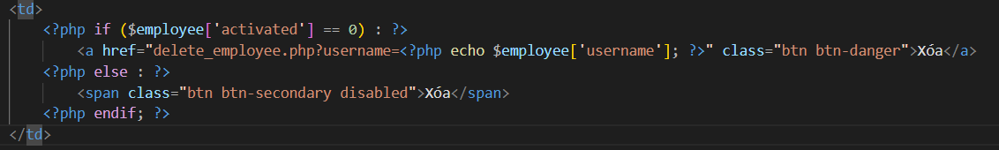 <td>
<?php if ($employee['activated'] == 0) : ?>
<a href="delete_employee.php?username=<?php echo $employee['username']; ?>" class="btn btn-danger">Xóa</a>
<?php else : ?>
<span class="btn btn-secondary disabled">Xóa</span>
<?php endif; ?>
</td>